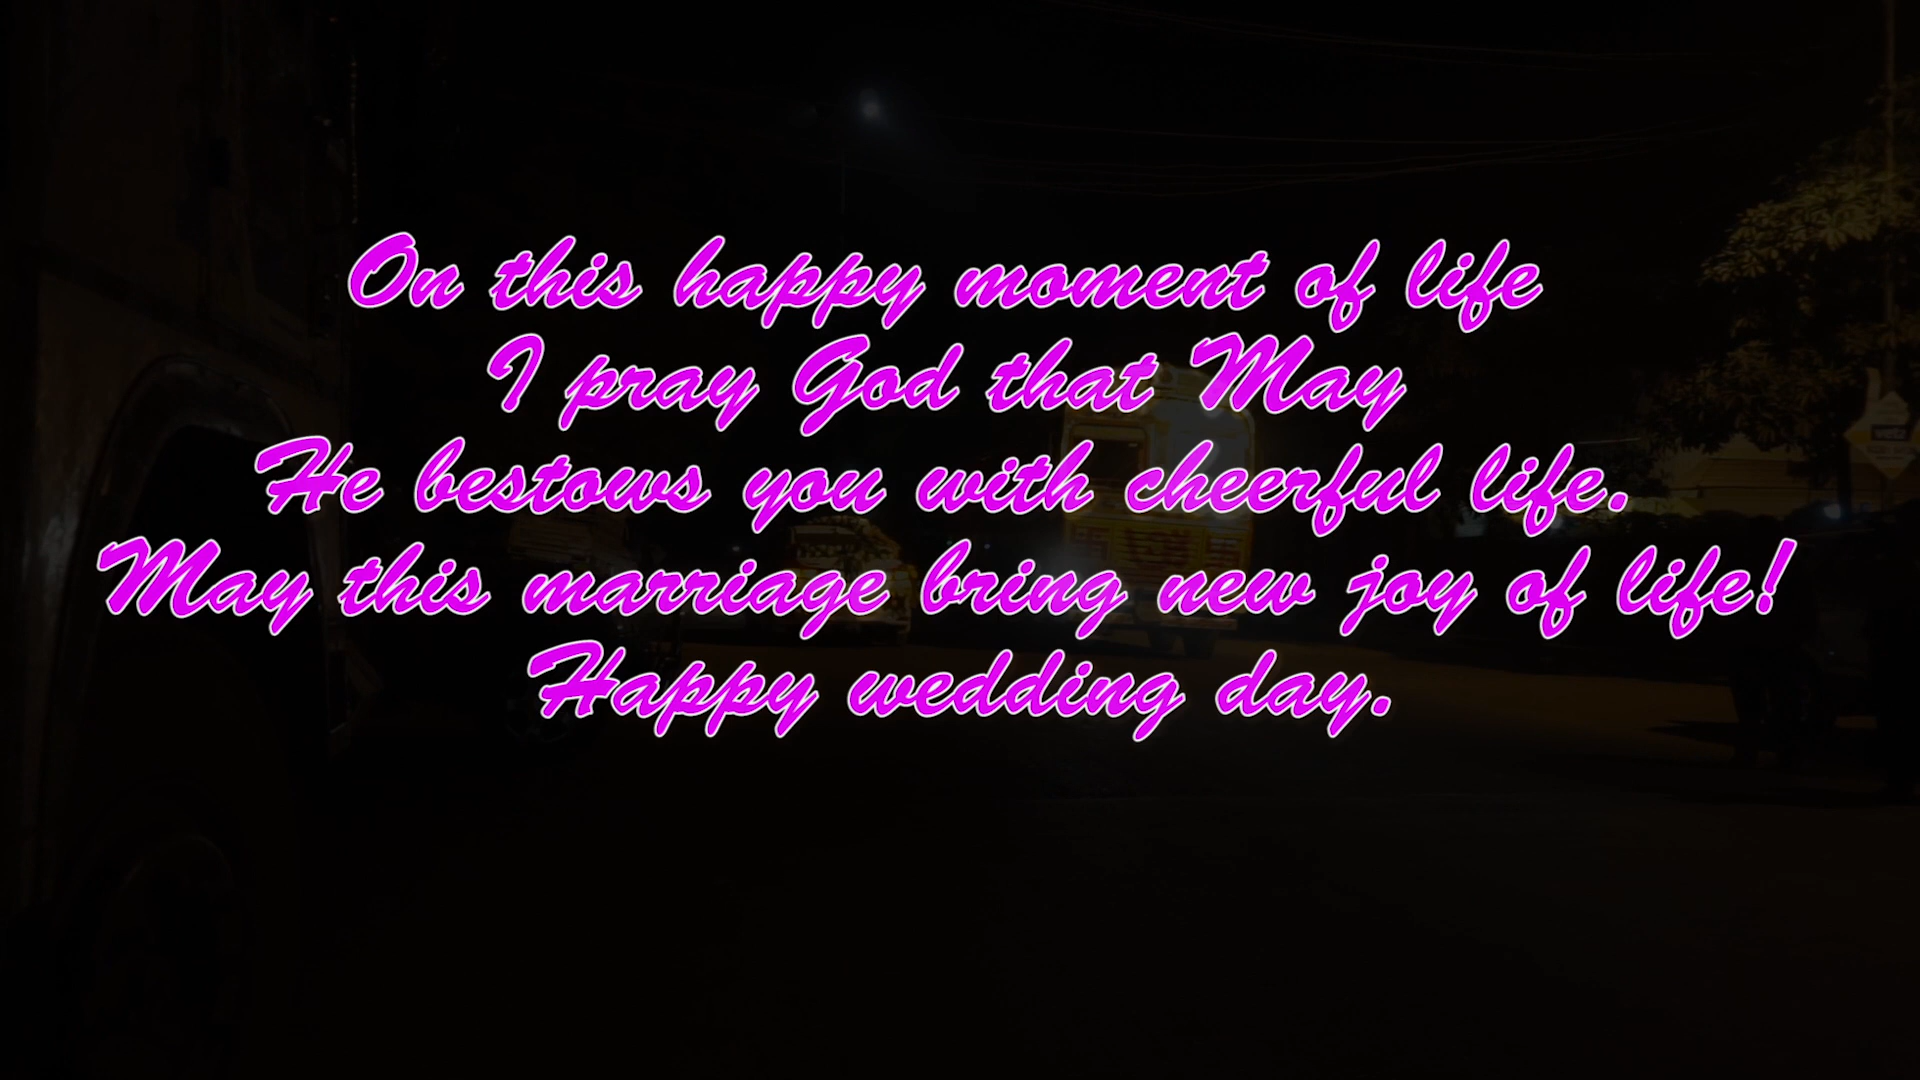 On this happy moment of life
I pray God that May
He bestows you with cheerful life.
May this marriage bring new joy of life!
Happy wedding day.